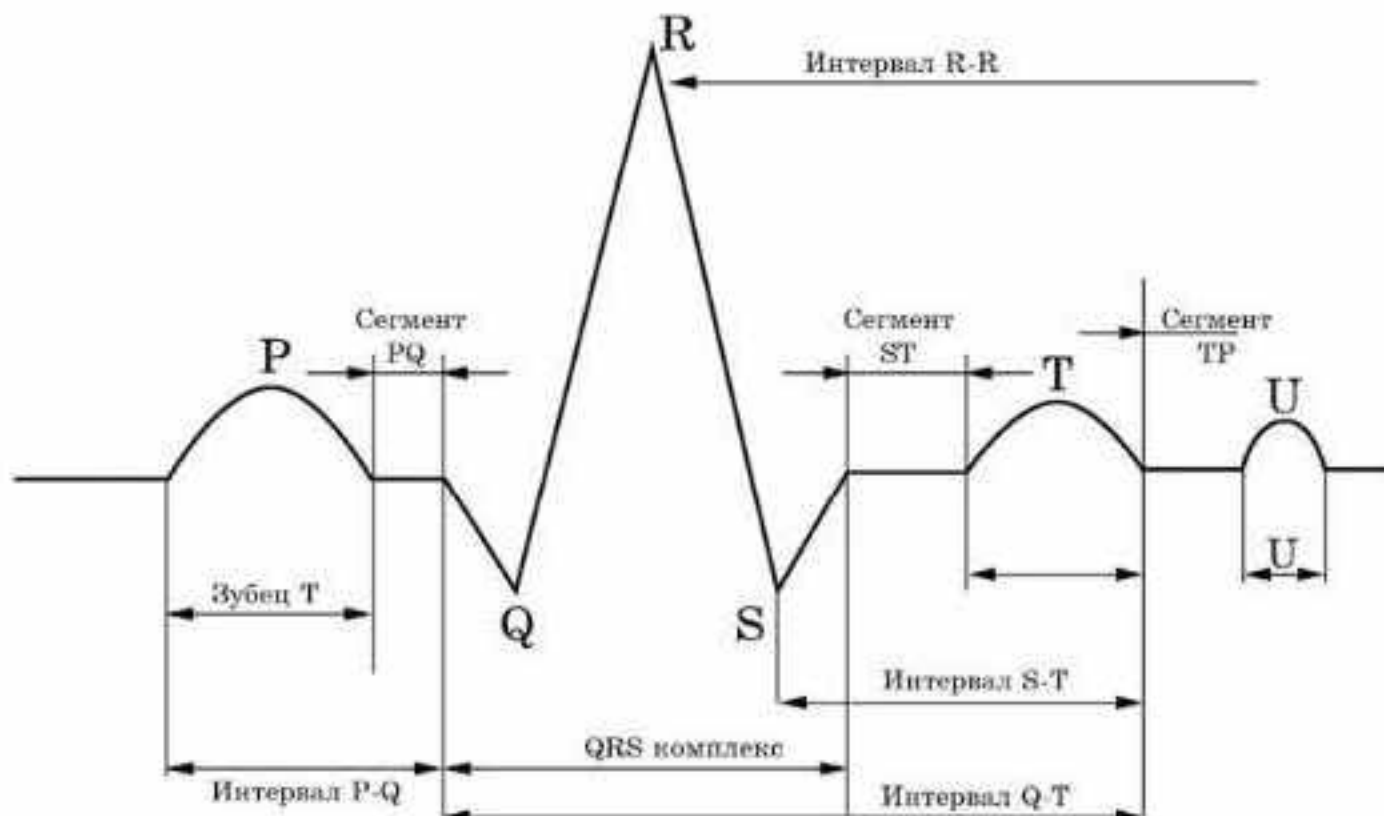 R
Интервал R-R
Сегмент
PQ
Сегмент
ST
Сегмент
TP
P
T
U
U
Зубец T
Q
S
Интервал S-T
QRS комплекс
Интервал P-Q
Интервал Q-T